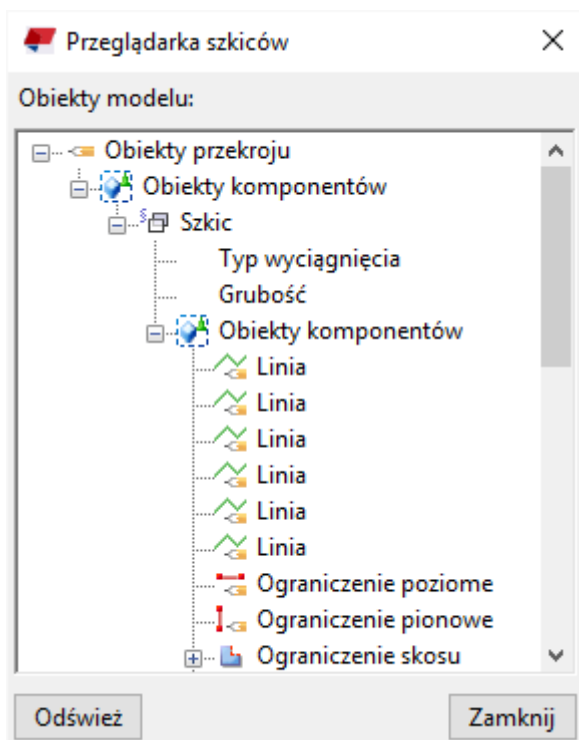 Przeglądarka szkiców
Obiekty modelu:
Obiekty przekroju
Obiekty komponentów
Szkic
Typ wyciągnięcia
Grubość
Obiekty komponentów
Linia
Linia
Linia
Linia
Linia
Linia
Ograniczenie poziome
Ograniczenie pionowe
Ograniczenie skosu
Odśwież Zamknij